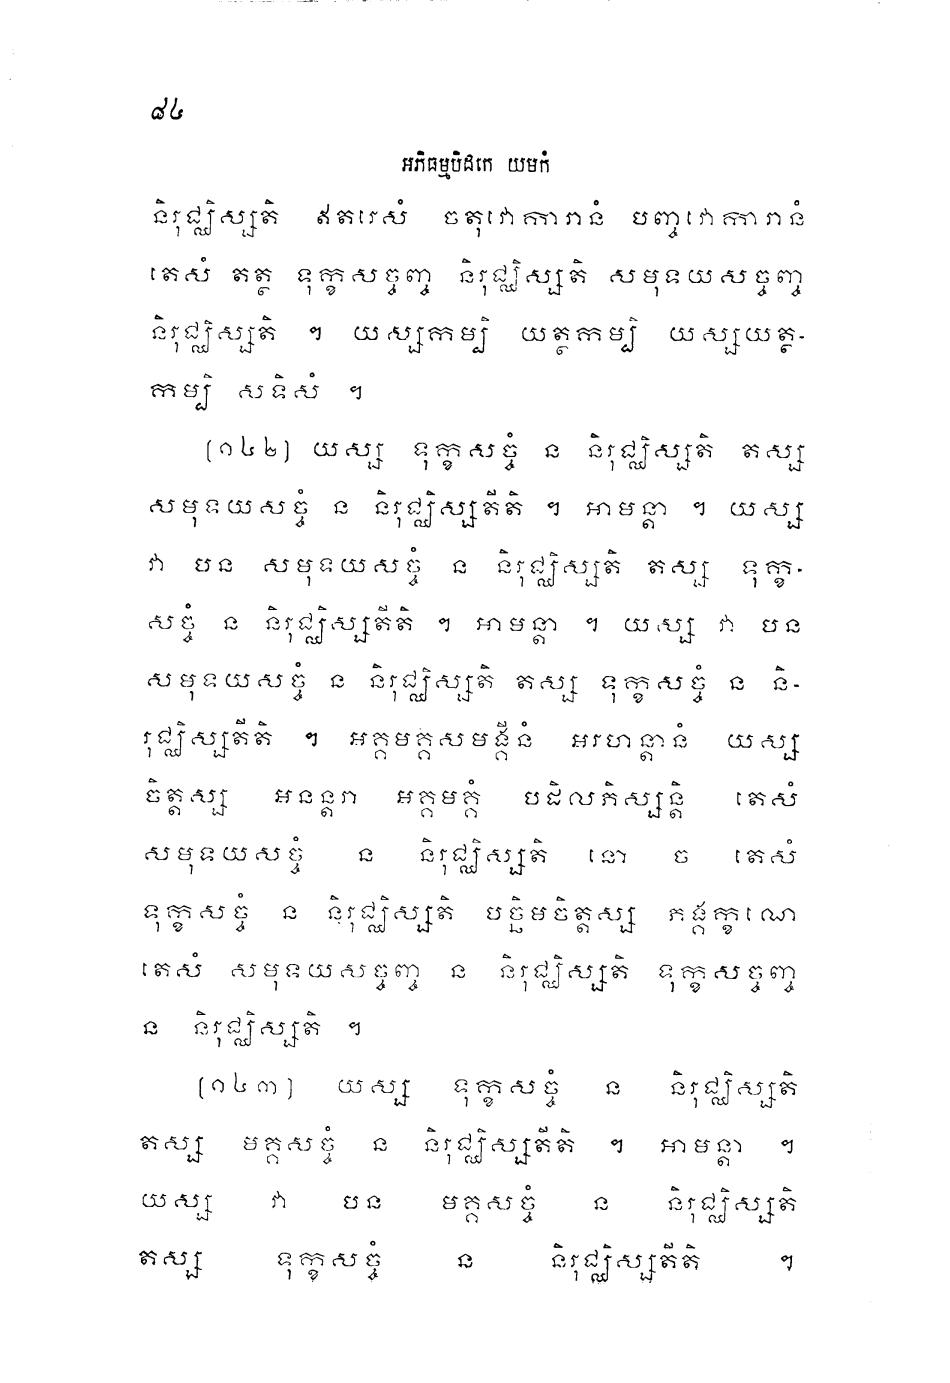 ៨៤
អភិធម្មបិដកេ យមកំ
និរុជ្ឈិស្សតិ ឥតរេសំ ចតុវោការានំ បញ្ចវោការានំ
តេសំ តត្ថ ទុក្ខសច្ចញ្ច និរុជ្ឈិស្សតិ សមុទយសច្ចញ្ច
និរុជ្ឈិស្សតិ ។ យស្សកម្បិ យត្ថកម្បិ យស្សយត្ថ-
កម្បិ សទិសំ ។
(១៤២) យស្ស ទុក្ខសច្ចំ ន និរុជ្ឈិស្សតិ តស្ស
សមុទយសច្ចំ ន និរុជ្ឈិស្សតីតិ ។ អាមន្តា ។ យស្ស
វា បន សមុទយសច្ចំ ន និរុជ្ឈិស្សតិ តស្ស ទុក្ខ-
សច្ចំ ន និរុជ្ឈិស្សតីតិ ។ អាមន្តា ។ យស្ស វា បន
សមុទយសច្ចំ ន និរុជ្ឈិស្សតិ តស្ស ទុក្ខសច្ចំ ន និ-
រុជ្ឈិស្សតីតិ ។ អគ្គមគ្គសមង្គីនំ អរហន្តានំ យស្ស
ចិត្តស្ស អនន្តរា អគ្គមគ្គំ បដិលភិស្សន្តិ តេសំ
សមុទយសច្ចំ ន និរុជ្ឈិស្សតិ នោ ច តេសំ
ទុក្ខសច្ចំ ន និរុជ្ឈិស្សតិ បច្ឆិមចិត្តស្ស ភង្គក្ខណេ
តេសំ សមុទយសច្ចញ្ច ន និរុជ្ឈិស្សតិ ទុក្ខសច្ចញ្ច
ន និរុជ្ឈិស្សតិ ។
(១៤៣) យស្ស ទុក្ខសច្ចំ ន និរុជ្ឈិស្សតិ
តស្ស មគ្គសច្ចំ ន និរុជ្ឈិស្សតីតិ ។ អាមន្តា ។
យស្ស វា បន មគ្គសច្ចំ ន និរុជ្ឈិស្សតិ
តស្ស ទុក្ខសច្ចំ ន និរុជ្ឈិស្សតីតិ ។